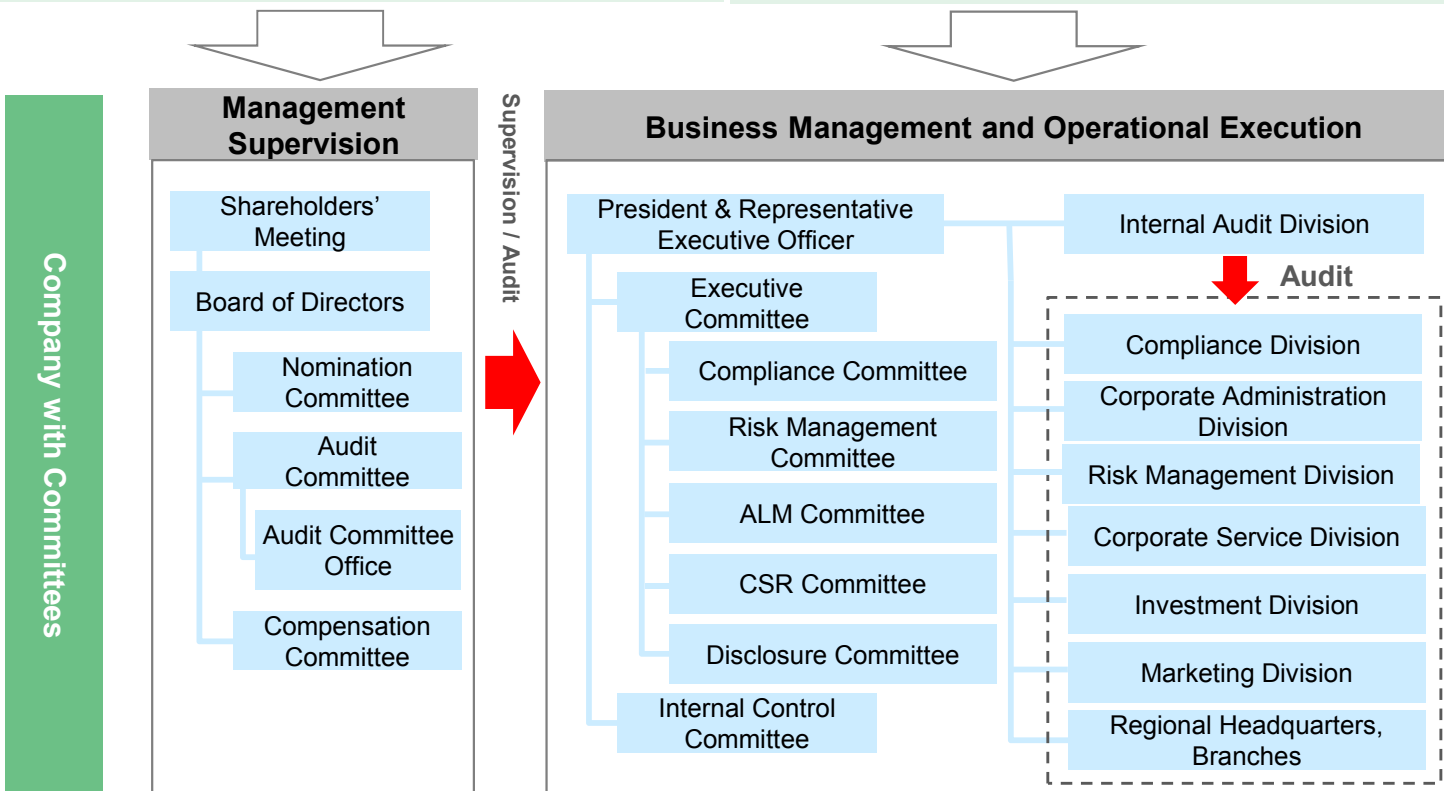 Company with Committees
Management
Supervision
Shareholders’
Meeting
Board of Directors
Nomination
Committee
Audit
Committee
Audit Committee
Office
Compensation
Committee
Supervision / Audit
Business Management and Operational Execution
President & Representative
Executive Officer
Executive
Committee
Compliance Committee
Risk Management
Committee
ALM Committee
CSR Committee
Disclosure Committee
Internal Control
Committee
Internal Audit Division
Audit
Compliance Division
Corporate Administration
Division
Risk Management Division
Corporate Service Division
Investment Division
Marketing Division
Regional Headquarters,
Branches